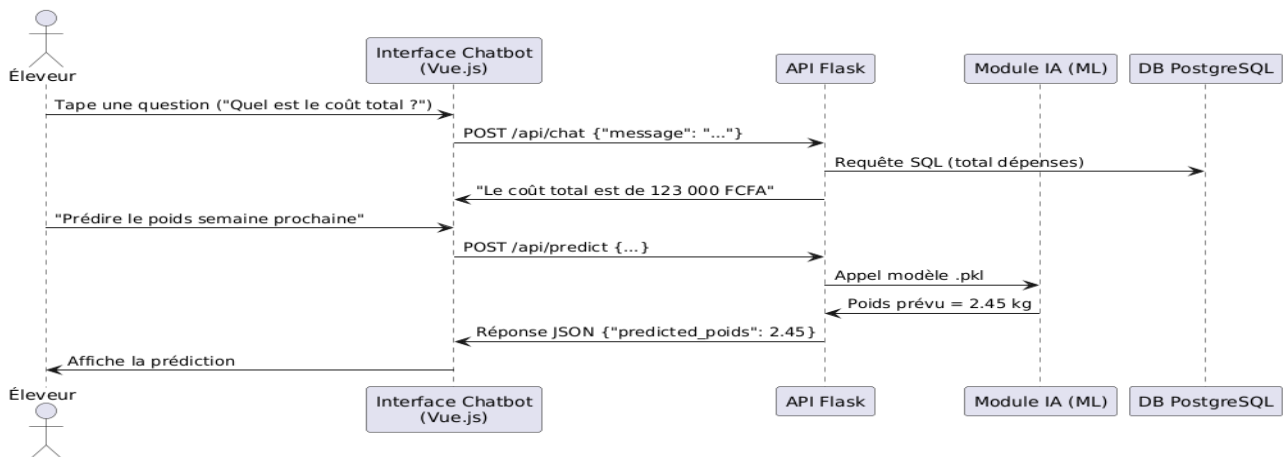 Éleveur
Interface Chatbot
(Vue.js)
API Flask
Module IA (ML)
DB PostgreSQL
Tape une question ("Quel est le coût total ?")
POST /api/chat {"message": "..."}
Requête SQL (total dépenses)
"Le coût total est de 123 000 FCFA"
"Prédire le poids semaine prochaine"
POST /api/predict {...}
Appel modèle .pkl
Poids prévu = 2.45 kg
Réponse JSON {"predicted_poids": 2.45}
Affiche la prédiction
Éleveur
Interface Chatbot
(Vue.js)
API Flask
Module IA (ML)
DB PostgreSQL